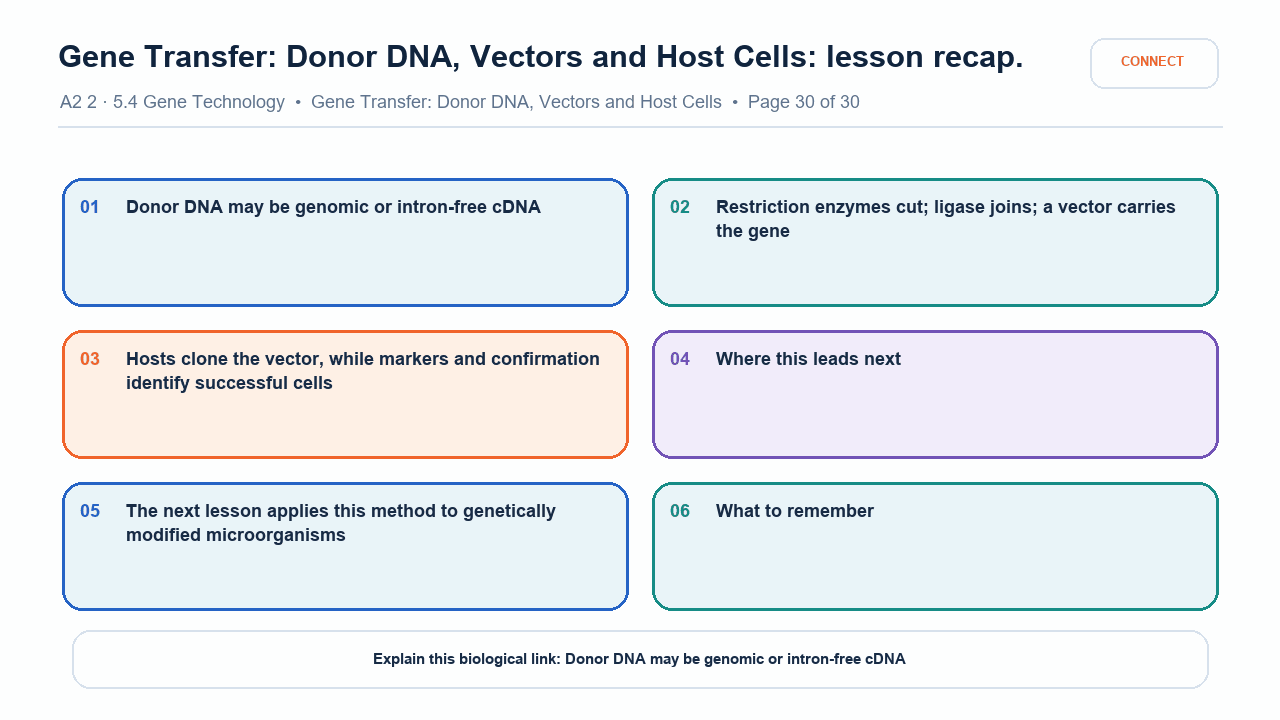 Gene Transfer: Donor DNA, Vectors and Host Cells: lesson recap.
CONNECT
A2 2 · 5.4 Gene Technology • Gene Transfer: Donor DNA, Vectors and Host Cells • Page 30 of 30
01 Donor DNA may be genomic or intron-free cDNA
02 Restriction enzymes cut; ligase joins; a vector carries
the gene
03 Hosts clone the vector, while markers and confirmation
identify successful cells
04 Where this leads next
05 The next lesson applies this method to genetically
modified microorganisms
06 What to remember
Explain this biological link: Donor DNA may be genomic or intron-free cDNA